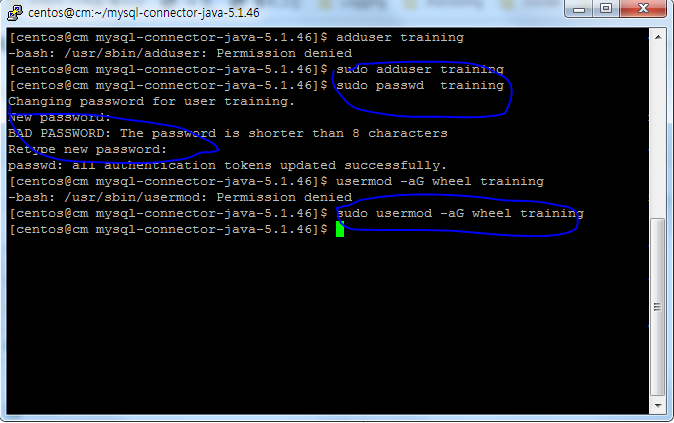 centos@cm:~/mysql-connector-java-5.1.46
[centos@cm mysql-connector-java-5.1.46]$ adduser training
-bash: /usr/sbin/adduser: Permission denied
[centos@cm mysql-connector-java-5.1.46]$ sudo adduser training
[centos@cm mysql-connector-java-5.1.46]$ sudo passwd  training
Changing password for user training.
New password:
BAD PASSWORD: The password is shorter than 8 characters
Retype new password:
passwd: all authentication tokens updated successfully.
[centos@cm mysql-connector-java-5.1.46]$ usermod -aG wheel training
-bash: /usr/sbin/usermod: Permission denied
[centos@cm mysql-connector-java-5.1.46]$ sudo usermod -aG wheel training
[centos@cm mysql-connector-java-5.1.46]$